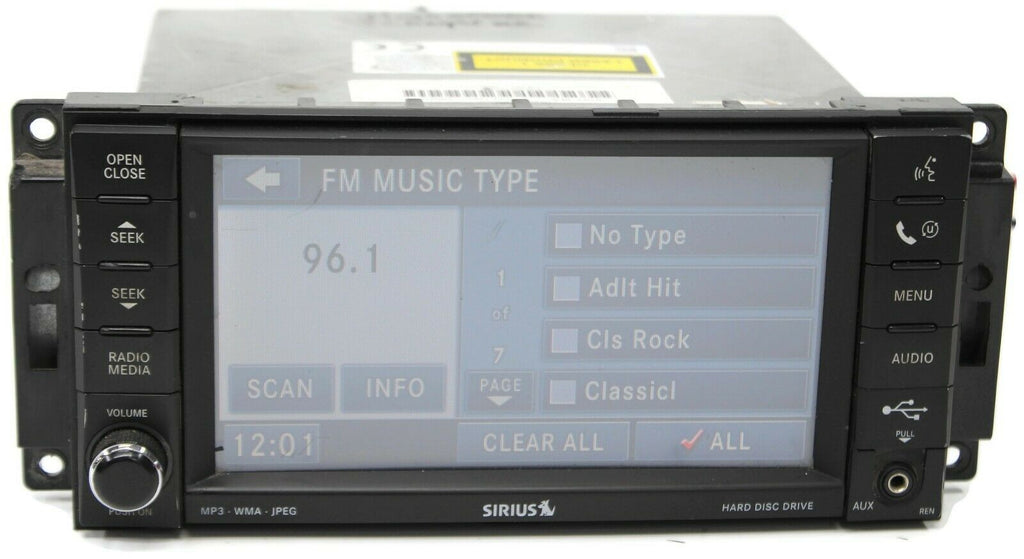 OPEN
CLOSE
SEEK
SEEK
RADIO
MEDIA
VOLUME
PUSH: ON
FM MUSIC TYPE
96.1
SCAN
INFO
1
of
7
PAGE
No Type
Adlt Hit
Cls Rock
Classicl
12:01
CLEAR ALL
ALL
MP3 - WMA - JPEG
SIRIUS
HARD DISC DRIVE
MENU
AUDIO
PULL
AUX
REN